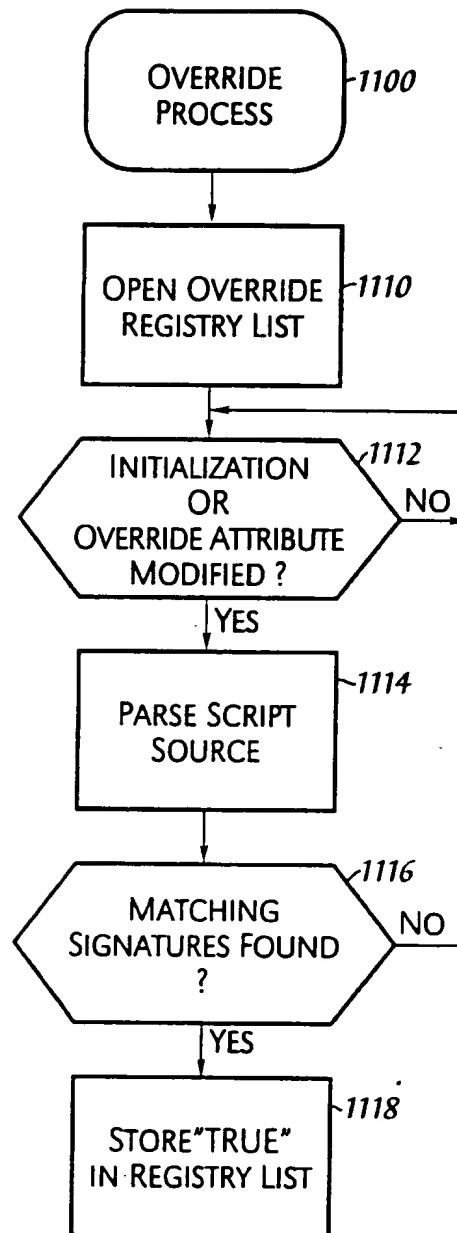 OVERRIDE
PROCESS
1100
OPEN OVERRIDE
REGISTRY LIST
1110
INITIALIZATION
OR
OVERRIDE ATTRIBUTE
MODIFIED ?
1112
NO
YES
PARSE SCRIPT
SOURCE
1114
MATCHING
SIGNATURES FOUND
?
1116
NO
YES
STORE"TRUE"
IN REGISTRY LIST
1118